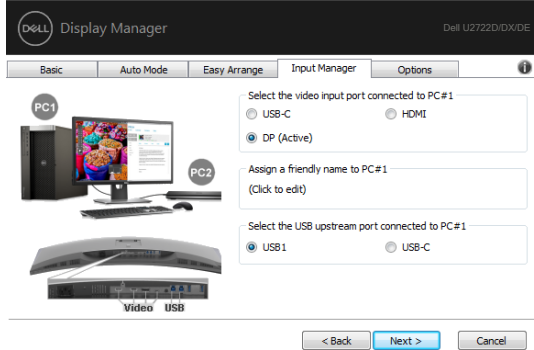 DELL Display Manager
Dell U2722D/DX/DE
Basic Auto Mode Easy Arrange Input Manager Options
Select the video input port connected to PC#1
USB-C HDMI
DP (Active)
PC1
PC2
Assign a friendly name to PC#1
(Click to edit)
Select the USB upstream port connected to PC#1
USB1 USB-C
Video USB
< Back Next > Cancel